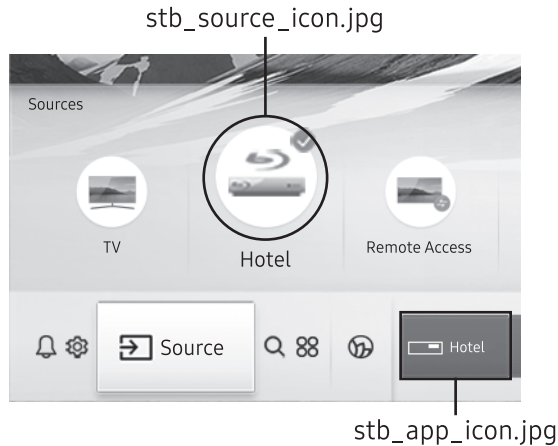 stb_source_icon.jpg
Sources
TV
Hotel
Remote Access
Source
Hotel
stb_app_icon.jpg